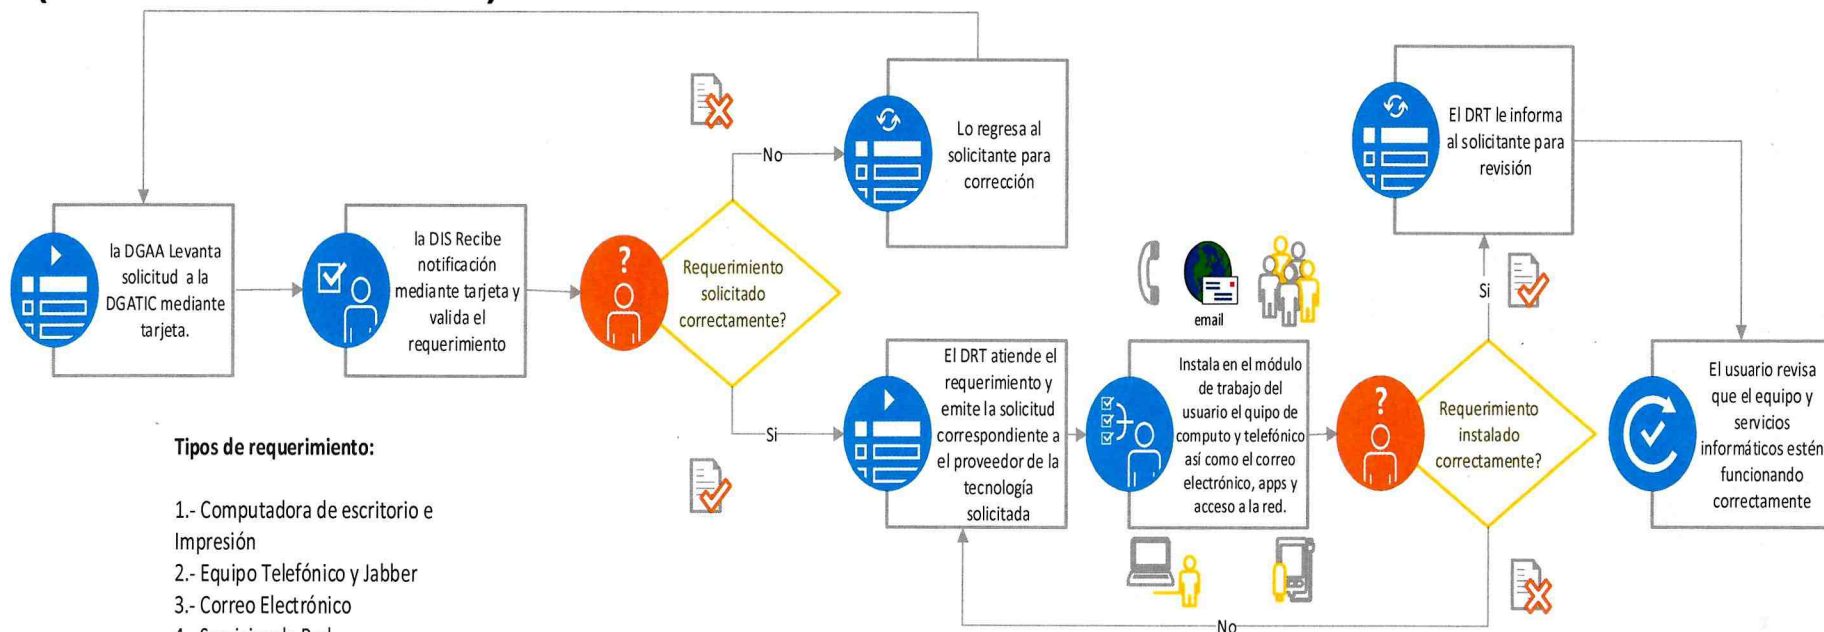 la DGAA Levanta
solicitud a la
DGATIC mediante
tarjeta.
la DIS Recibe
notificación
mediante tarjeta y
valida el
requerimiento
?
Requerimiento
solicitado
correctamente?
No
Lo regresa al
solicitante para
corrección
Si
El DRT atiende el
requerimiento y
emite la solicitud
correspondiente a
el proveedor de la
tecnología
solicitada
email
Instala en el módulo
de trabajo del
usuario el quipo de
computo y telefónico
así como el correo
electrónico, apps y
acceso a la red.
?
Requerimiento
instalado
correctamente?
Si
El DRT le informa
al solicitante para
revisión
El usuario revisa
que el equipo y
servicios
informáticos estén
funcionando
correctamente
No
Tipos de requerimiento:
1.- Computadora de escritorio e
Impresión
2.- Equipo Telefónico y Jabber
3.- Correo Electrónico